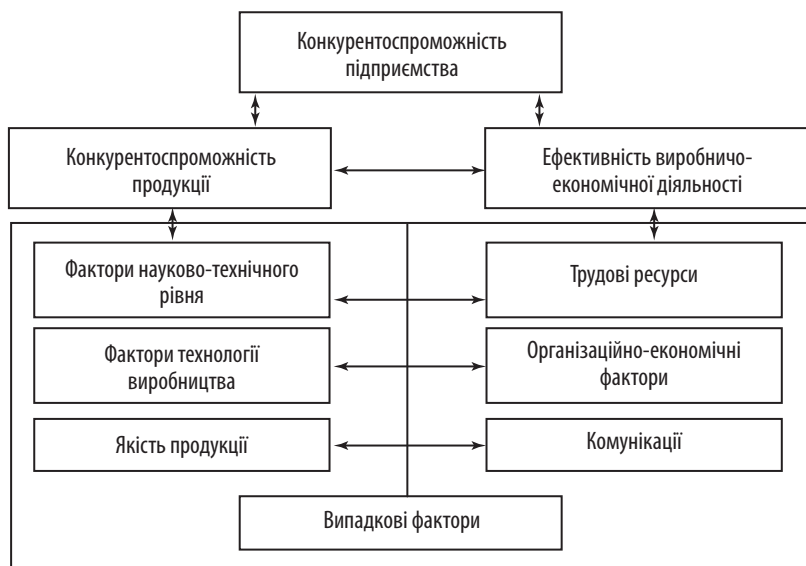 Конкурентоспроможність
підприємства
Конкурентоспроможність
продукції
Ефективність виробничо-
економічної діяльності
Фактори науково-технічного
рівня
Трудові ресурси
Фактори технології
виробництва
Організаційно-економічні
фактори
Якість продукції
Комунікації
Випадкові фактори